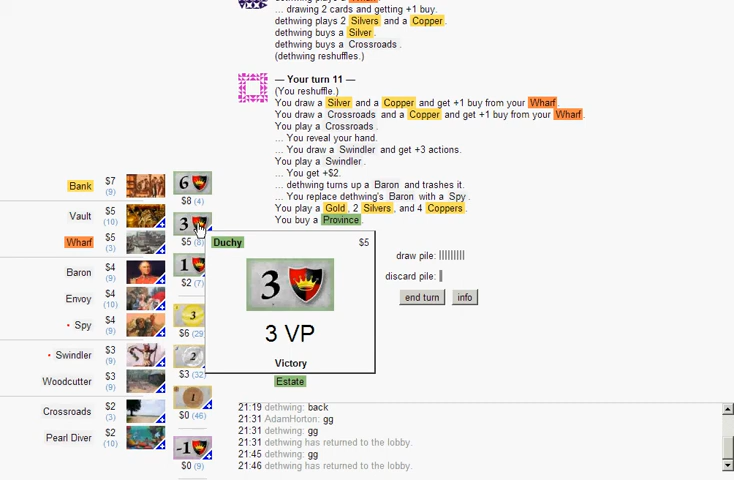 dethwing plays 2 Wharfs.
... drawing 2 cards and getting +1 buy.
dethwing plays 2 Silvers and a Copper.
dethwing buys a Silver.
dethwing buys a Crossroads.
(dethwing reshuffles.)
— Your turn 11 —
(You reshuffle.)
You draw a Silver and a Copper and get +1 buy from your Wharf.
You draw a Crossroads and a Copper and get +1 buy from your Wharf.
You play a Crossroads.
... You reveal your hand.
... You draw a Swindler and get +3 actions.
You play a Swindler.
... You get +$2.
... dethwing turns up a Baron and trashes it.
... You replace dethwing's Baron with a Spy.
You play a Gold, 2 Silvers, and 4 Coppers.
You buy a Province.
Bank $7 (9)
Vault $5 (10)
Wharf $5 (3)
Baron $4 (9)
Envoy $4 (10)
Spy $4 (9)
Swindler $3 (9)
Woodcutter $3 (9)
Crossroads $2 (3)
Pearl Diver $2 (10)
6
$8 (4)
3
$5 (8)
1
$2 (7)
3
$6 (29
2
$3 (32)
1
$0 (46)
-1
$0 (9)
Duchy $5
3
3 VP
Victory
Estate
draw pile:
discard pile:
end turn info
21:19 dethwing: back
21:31 AdamHorton: gg
21:31 dethwing: gg
21:31 dethwing has returned to the lobby.
21:45 dethwing: gg
21:46 dethwing has returned to the lobby.